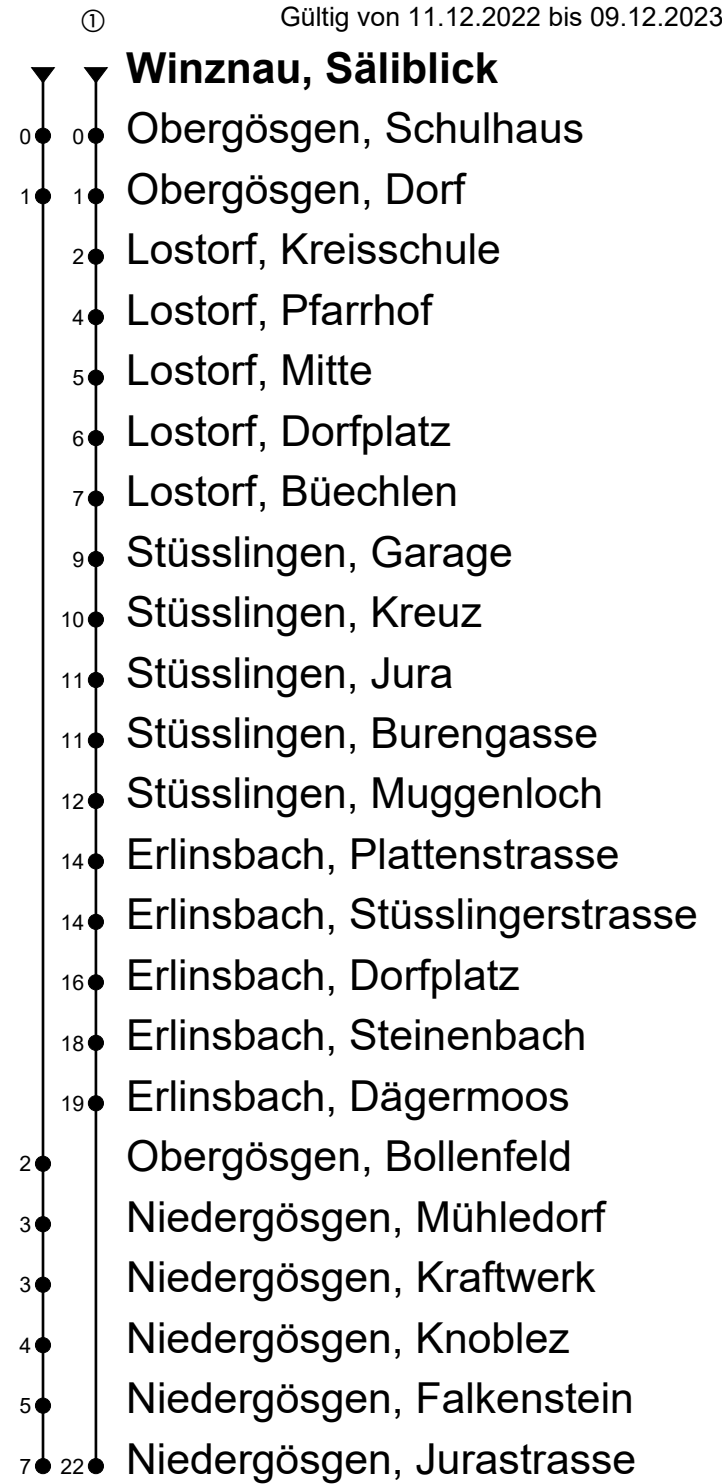 ① Gültig von 11.12.2022 bis 09.12.2023
Winznau, Säliblick
0 0 Obergösgen, Schulhaus
1 1 Obergösgen, Dorf
2 Lostorf, Kreisschule
4 Lostorf, Pfarrhof
5 Lostorf, Mitte
6 Lostorf, Dorfplatz
7 Lostorf, Büechlen
9 Stüsslingen, Garage
10 Stüsslingen, Kreuz
11 Stüsslingen, Jura
11 Stüsslingen, Burengasse
12 Stüsslingen, Muggenloch
14 Erlinsbach, Plattenstrasse
14 Erlinsbach, Stüsslingerstrasse
16 Erlinsbach, Dorfplatz
18 Erlinsbach, Steinenbach
19 Erlinsbach, Dägermoos
2 Obergösgen, Bollenfeld
3 Niedergösgen, Mühledorf
3 Niedergösgen, Kraftwerk
4 Niedergösgen, Knoblez
5 Niedergösgen, Falkenstein
7 22 Niedergösgen, Jurastrasse